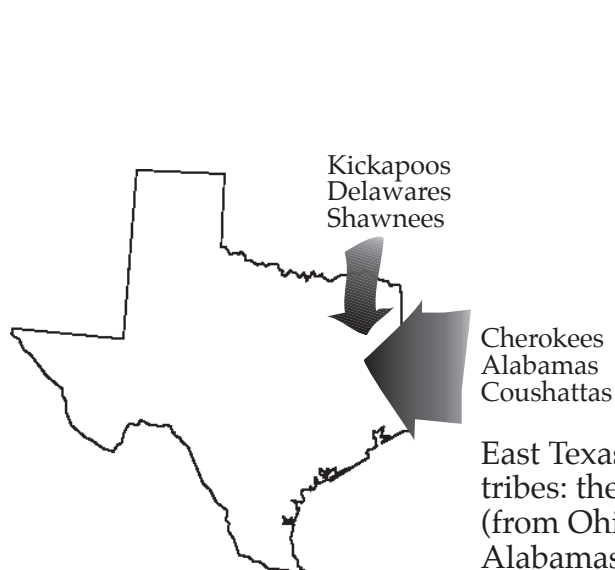 Kickapoos
Delawares
Shawnees
Cherokees
Alabamas
Coushattas
East Texas
tribes: the
(from Ohi
Alabamas